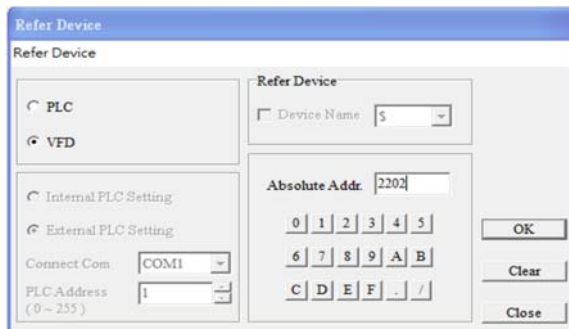 Refer Device
Refer Device
PLC
VFD
Internal PLC Setting
External PLC Setting
Connect Com
COM1
PLC Address
( 0 ~ 255 )
1
Refer Device
Device Name
S
Absolute Addr.
2202
0 1 2 3 4 5
6 7 8 9 A B
C D E F . /
OK
Clear
Close